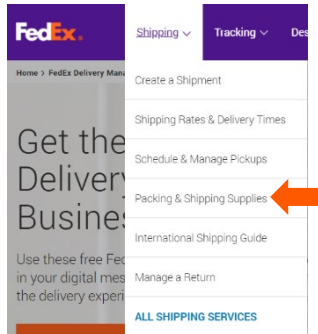 FedEx.
Shipping
Tracking
Des
Home > FedEx Delivery Mana
Create a Shipment
Shipping Rates & Delivery Times
Schedule & Manage Pickups
Packing & Shipping Supplies
International Shipping Guide
Manage a Return
ALL SHIPPING SERVICES
Get the
Deliver
Busines
Use these free Fed
in your digital mes
the delivery experi